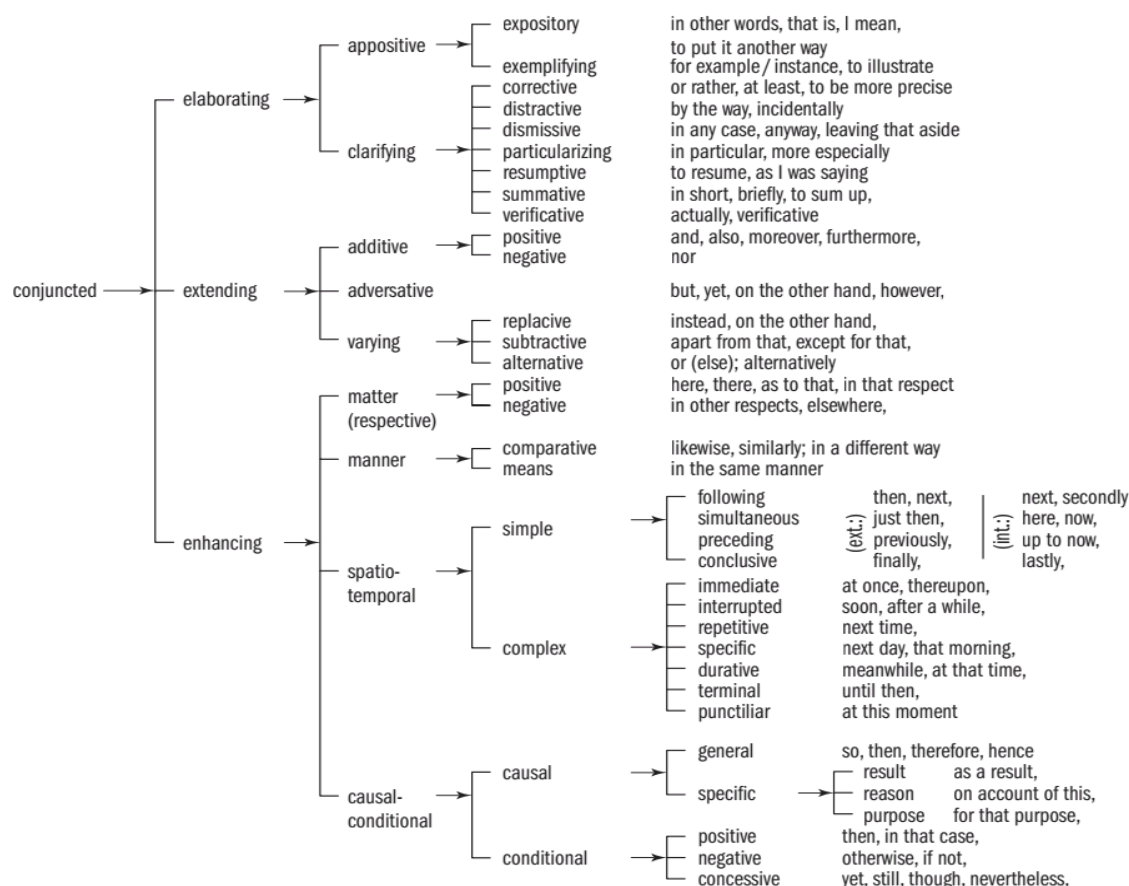 expository in other words, that is, I mean,
appositive to put it another way
exemplifying for example / instance, to illustrate
corrective or rather, at least, to be more precise
elaborating
distractive by the way, incidentally
dismissive in any case, anyway, leaving that aside
clarifying particularizing in particular, more especially
resumptive to resume, as I was saying
summative in short, briefly, to sum up,
verificative actually, verificative
additive positive and, also, moreover, furthermore,
negative nor
conjuncted extending adversative but, yet, on the other hand, however,
replacive instead, on the other hand,
varying subtractive apart from that, except for that,
alternative or (else); alternatively
matter positive here, there, as to that, in that respect
(respective) negative in other respects, elsewhere,
manner comparative likewise, similarly; in a different way
means in the same manner
following then, next, next, secondly
simple simultaneous (ext.:) just then, (int.:) here, now,
enhancing preceding previously, up to now,
conclusive finally, lastly,
spatio-
temporal
immediate at once, thereupon,
interrupted soon, after a while,
repetitive next time,
complex specific next day, that morning,
durative meanwhile, at that time,
terminal until then,
punctiliar at this moment
general so, then, therefore, hence
causal result as a result,
causal- specific reason on account of this,
conditional purpose for that purpose,
positive then, in that case,
conditional negative otherwise, if not,
concessive yet, still, though, nevertheless,